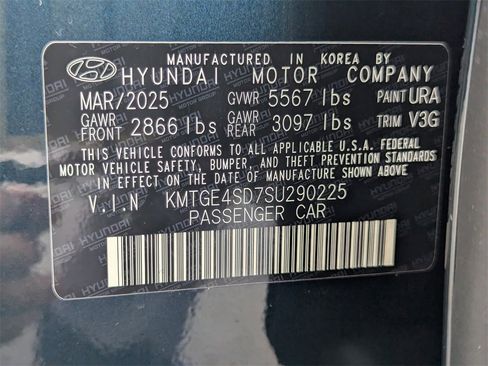 MANUFACTURED IN KOREA BY
HYUNDAI MOTOR COMPANY
MAR/2025 GVWR 5567 lbs PAINT URA
GAWR FRONT 2866 lbs GAWR REAR 3097 lbs TRIM V3G
THIS VEHICLE CONFORMS TO ALL APPLICABLE U.S.A. FEDERAL
MOTOR VEHICLE SAFETY, BUMPER, AND THEFT PREVENTION STANDARDS
IN EFFECT ON THE DATE OF MANUFACTURE SHOWN ABOVE.
V.I.N KMTGE4SD7SU290225
PASSENGER CAR